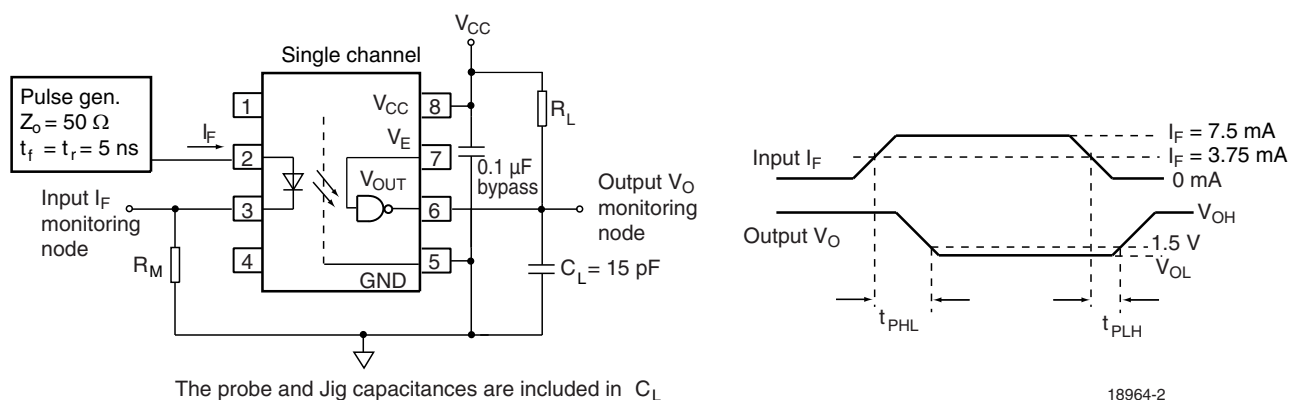 V_CC
Single channel
Pulse gen.
Z_o = 50 Ω
t_f = t_r = 5 ns
I_F
1
2
3
4
V_CC
V_E
V_OUT
GND
8
7
6
5
R_L
0.1 µF
bypass
Input I_F
monitoring
node
R_M
Output V_O
monitoring
node
C_L = 15 pF
The probe and Jig capacitances are included in C_L
Input I_F
I_F = 7.5 mA
I_F = 3.75 mA
0 mA
Output V_O
V_OH
1.5 V
V_OL
t_PHL
t_PLH
18964-2